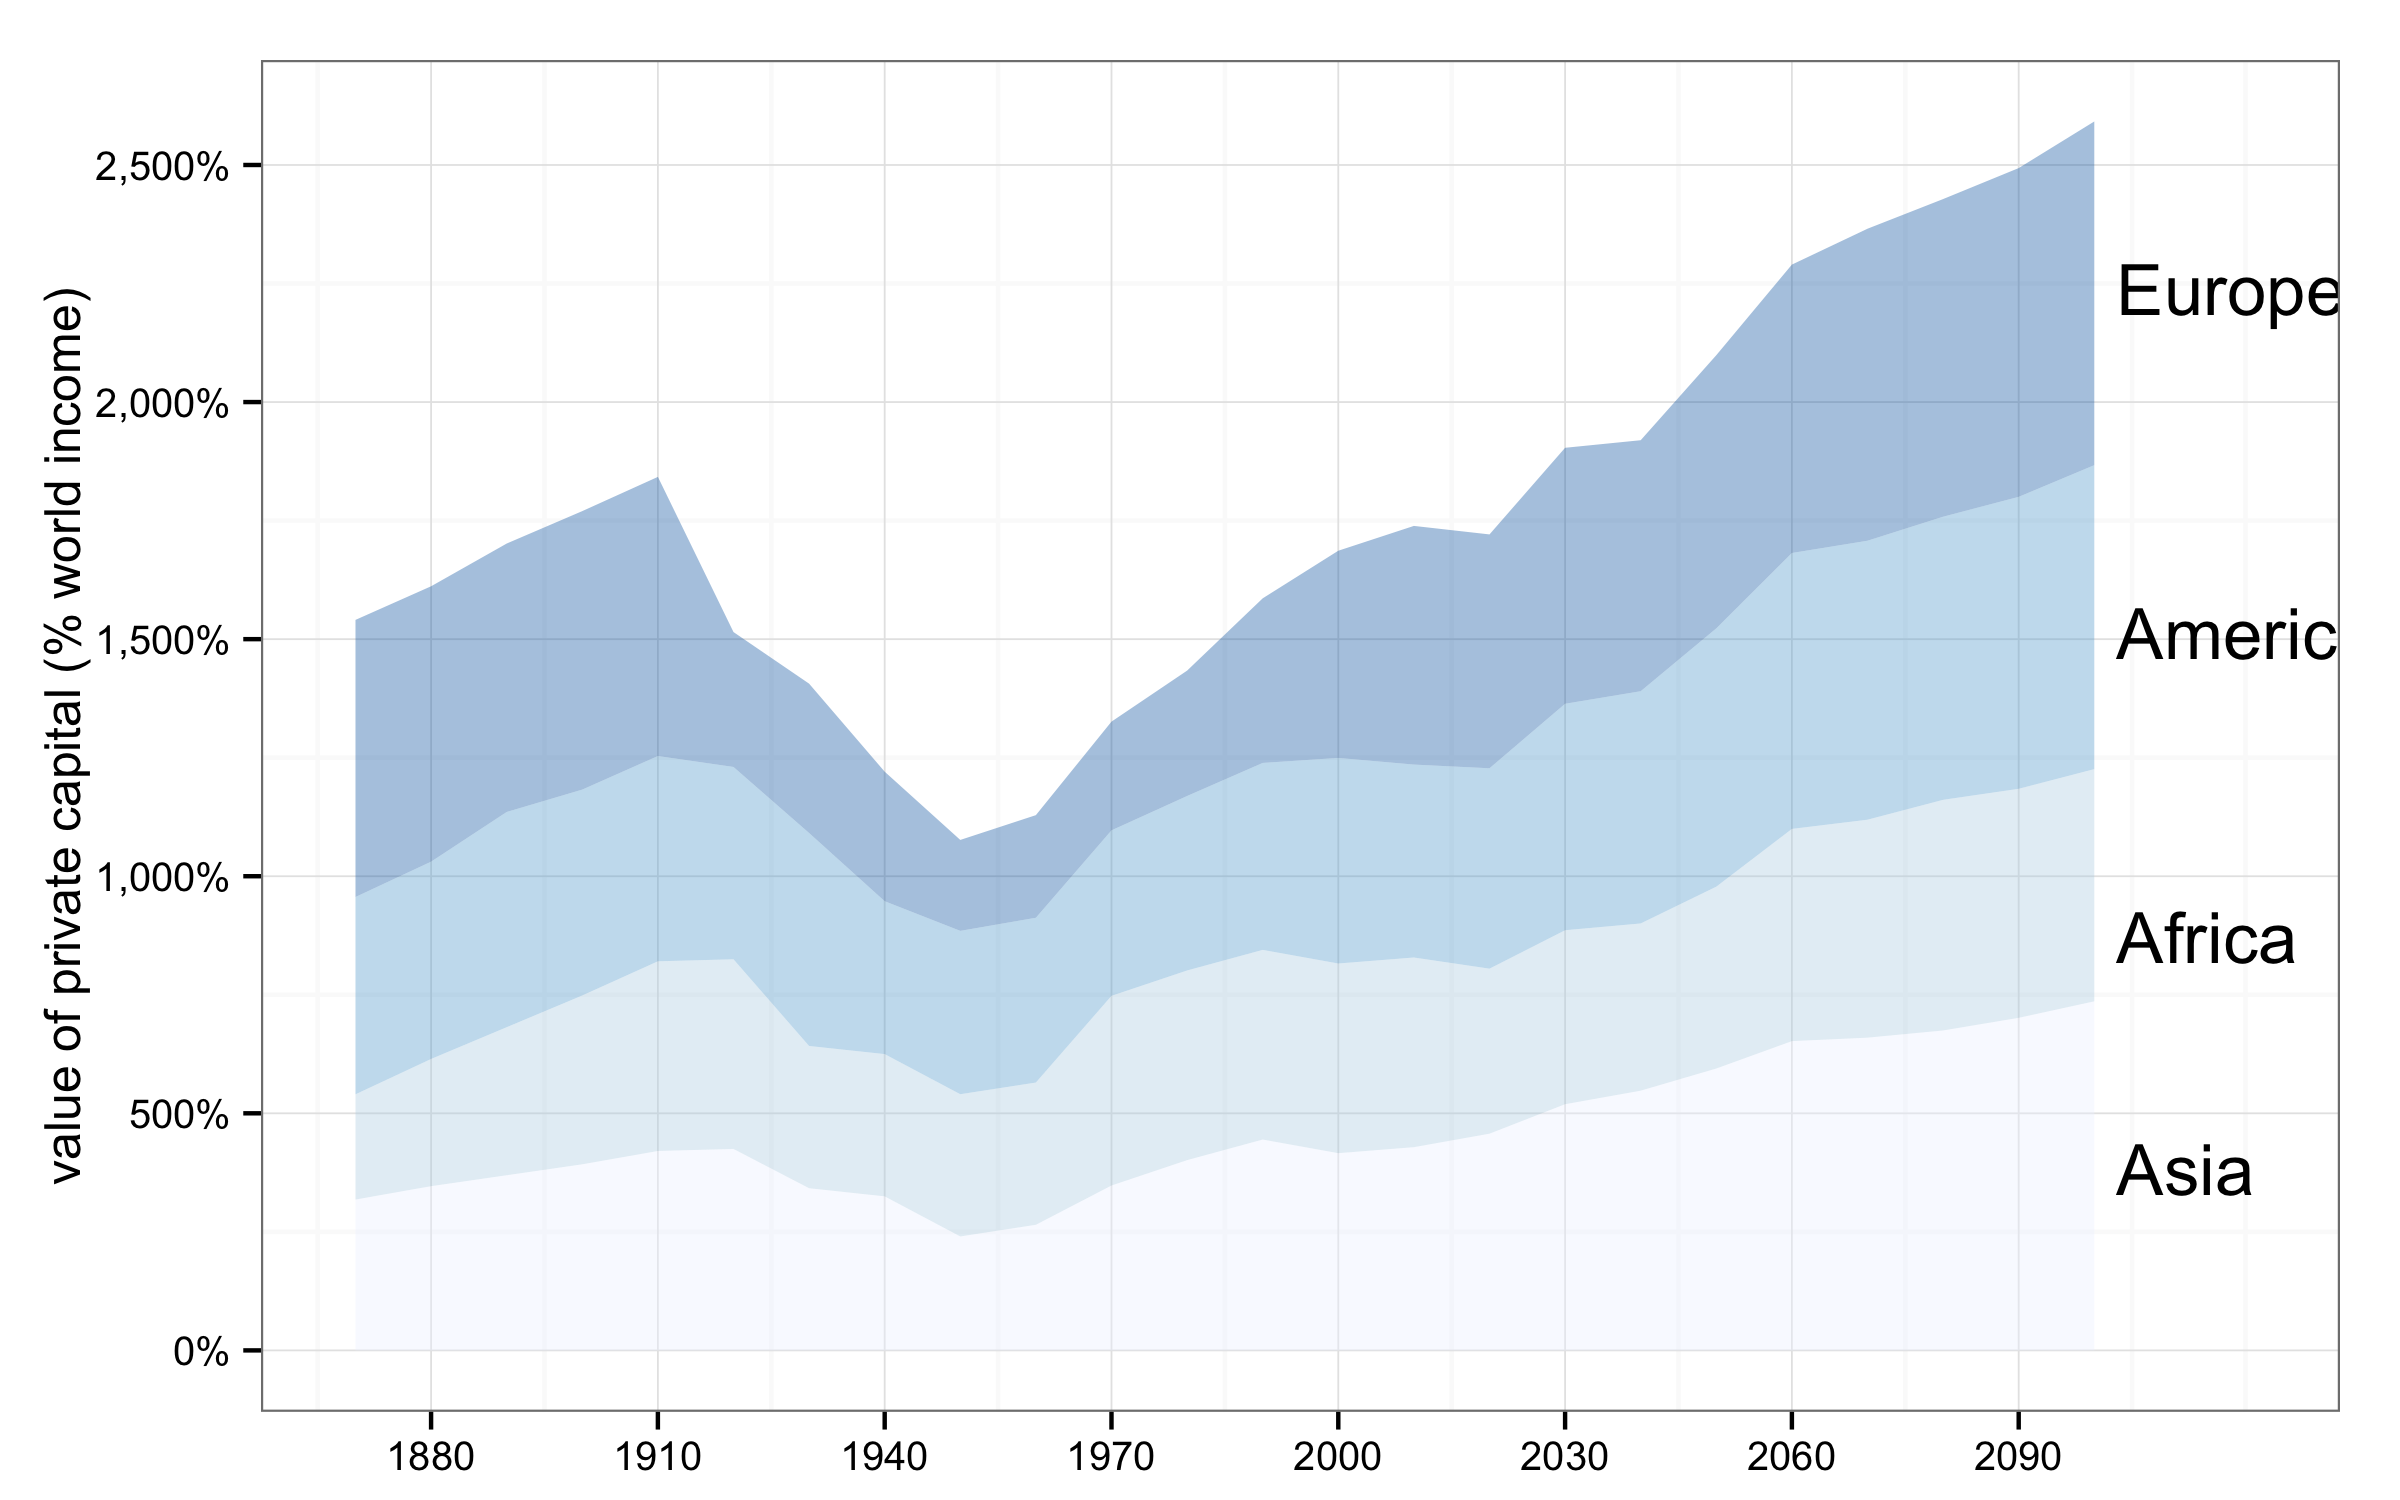 value of private capital (% world income)
2,500%
2,000%
1,500%
1,000%
500%
0%
1880 1910 1940 1970 2000 2030 2060 2090
Europe
Americ
Africa
Asia